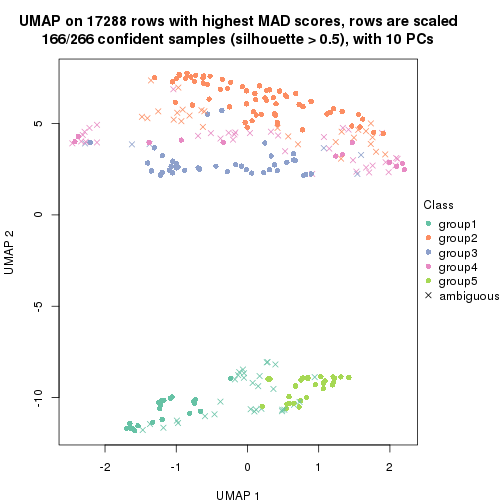 UMAP on 17288 rows with highest MAD scores, rows are scaled
166/266 confident samples (silhouette > 0.5), with 10 PCs
5
0
-5
-10
UMAP 2
-2
-1
0
1
2
UMAP 1
Class
group1
group2
group3
group4
group5
ambiguous